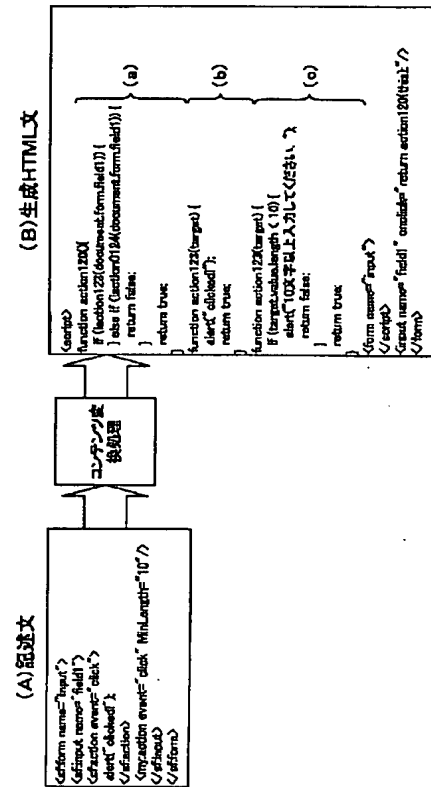 (A)記述文
<sf:form name="input">
<sf:input name="field1">
<sf:action event="click">
alert("clicked!");
</sf:action>
<my:action event="click" MinLength="10"/>
</sf:input>
</sf:form>
コンテンツ変
換処理
(B)生成HTML文
<script>
function action120(){
if (!action122(document.form.field1)) {
} else if (!action0124(document.form.field1)) {
return false;
}
return true;
}
function action122(target) {
alert("clicked!");
return true;
}
function action123(target) {
if (target.value.length < 10) {
alert("10文字以上入力してください。");
return false;
}
return true;
}
<form name="input">
</script>
<input name="field1" onclick="return action120(this);"/>
</form>
(a)
(b)
(c)